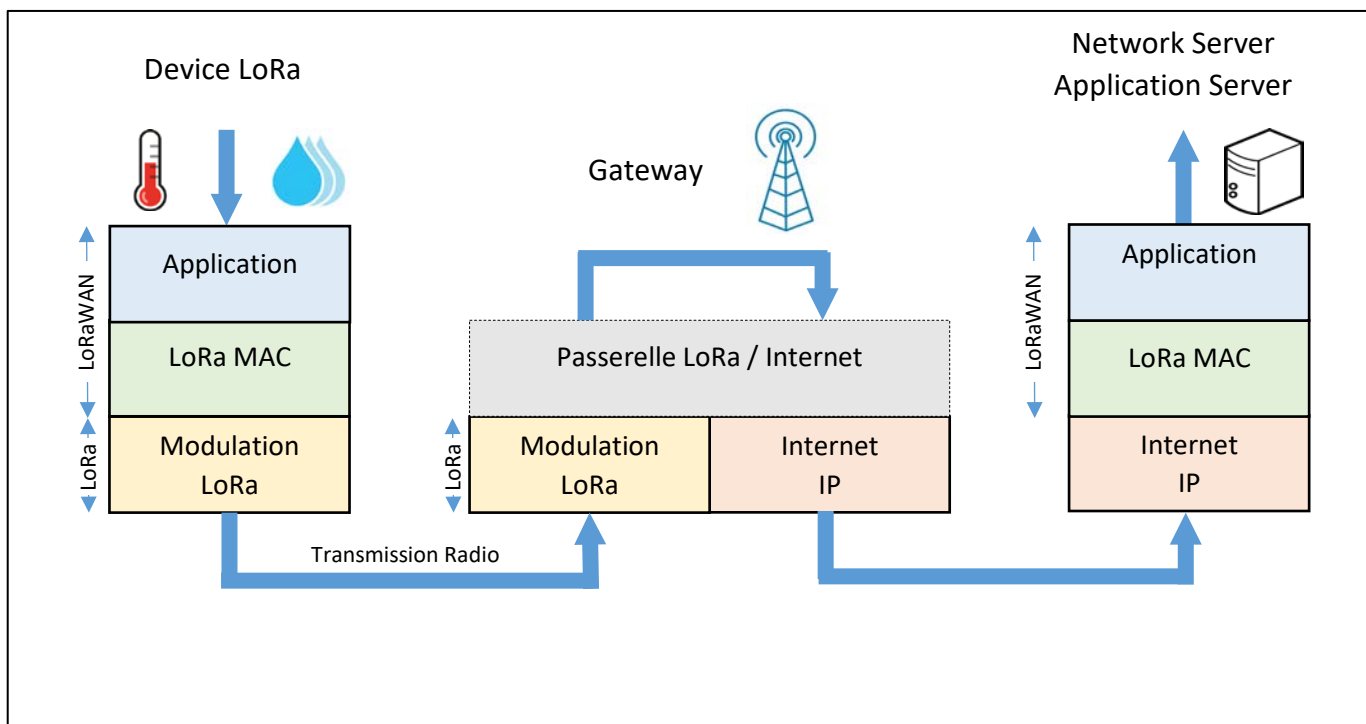 Device LoRa
Network Server
Application Server
Gateway
LoRaWAN
Application
LoRa MAC
LoRa
Modulation
LoRa
Transmission Radio
Passerelle LoRa / Internet
LoRa
Modulation
LoRa
Internet
IP
LoRaWAN
Application
LoRa MAC
Internet
IP